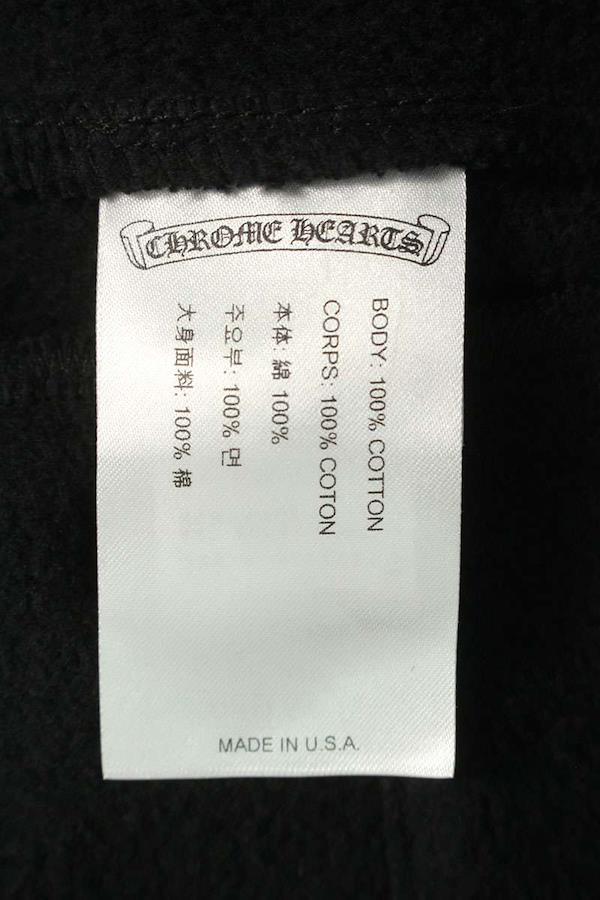 CHROME HEARTS
BODY: 100% COTTON
CORPS: 100% COTON
本体: 綿 100%
주요부: 100% 면
大身面料: 100% 棉
MADE IN U.S.A.